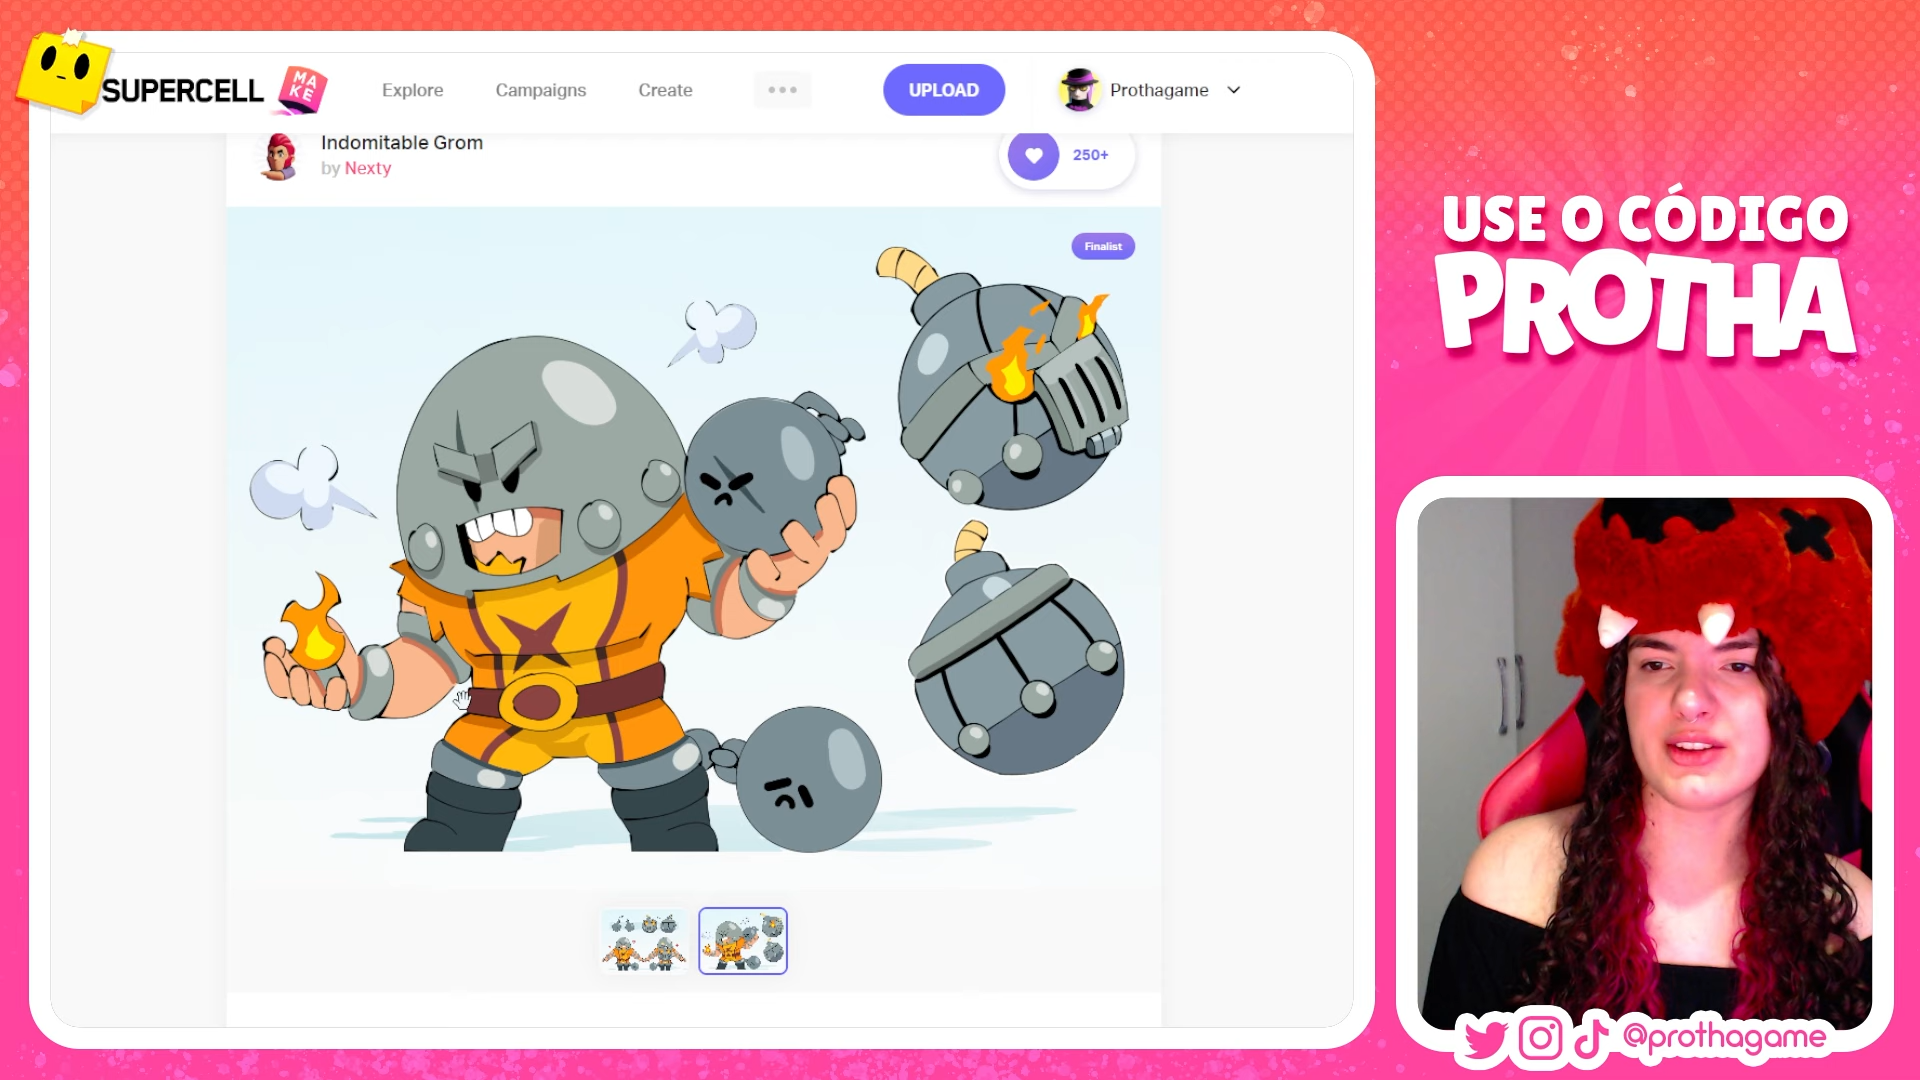 SUPERCELL
MA
KE
Explore
Campaigns
Create
UPLOAD
Prothagame
Indomitable Grom
by Nexty
250+
Finalist
USE O CÓDIGO
PROTHA
@prothagame